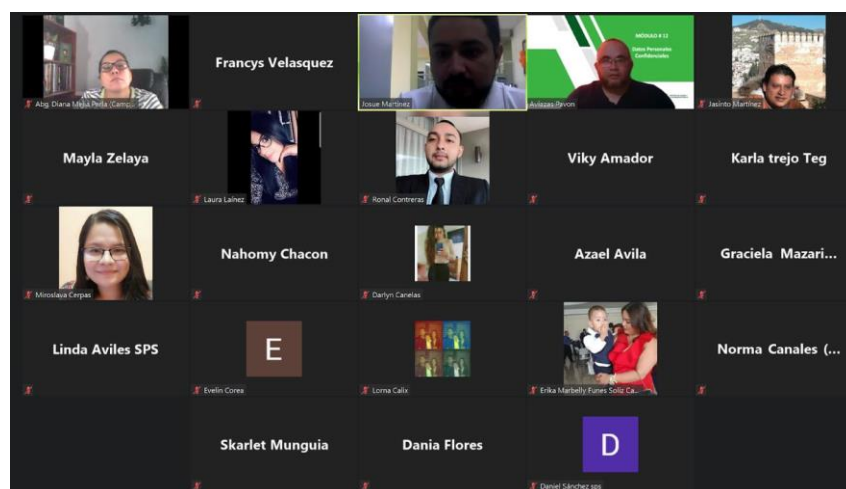 Abg. Diana Mejia Perla (Camp...
Francys Velasquez
Josue Martinez
MÓDULO # 12
Datos Personales
Confidenciales
Avilezas Pavon
Jasinto Martinez
Mayla Zelaya
Laura Laínez
Ronal Contreras
Viky Amador
Karla trejo Teg
Miroslava Cerpas
Nahomy Chacon
Darlyn Canelas
Azael Avila
Graciela Mazari...
Linda Aviles SPS
E
Evelin Corea
Lorna Calix
Erika Marbelly Funes Soliz Ca...
Norma Canales (...
Skarlet Munguia
Dania Flores
D
Daniel Sánchez sps